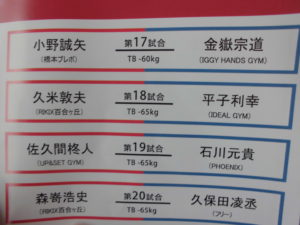 小野誠矢 第17試合 金嶽宗道
(橋本プレボ) TB -60kg (IGGY HANDS GYM)
久米敦夫 第18試合 平子利幸
(RIKIX百合ヶ丘) TB -65kg (IDEAL GYM)
佐久間柊人 第19試合 石川元貴
(UP&SET GYM) TB -65kg (PHOENIX)
森嵜浩史 第20試合 久保田凌丞
(RIKIX百合ヶ丘) TB -65kg (フリー)